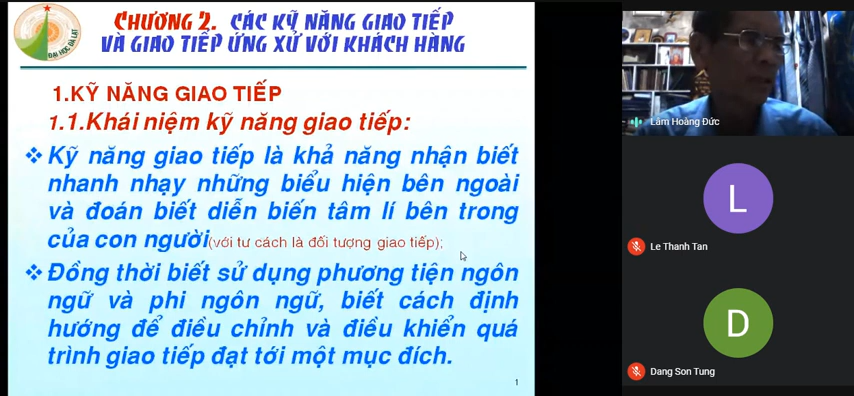 CHƯƠNG 2. CÁC KỸ NĂNG GIAO TIẾP
VÀ GIAO TIẾP ỨNG XỬ VỚI KHÁCH HÀNG
ĐẠI HỌC ĐÀ LẠT
1.KỸ NĂNG GIAO TIẾP
1.1.Khái niệm kỹ năng giao tiếp:
❖ Kỹ năng giao tiếp là khả năng nhận biết
nhanh nhạy những biểu hiện bên ngoài
và đoán biết diễn biến tâm lí bên trong
của con người(với tư cách là đối tượng giao tiếp);
❖ Đồng thời biết sử dụng phương tiện ngôn
ngữ và phi ngôn ngữ, biết cách định
hướng để điều chỉnh và điều khiển quá
trình giao tiếp đạt tới một mục đích.
1
Lâm Hoàng Đức
L
Le Thanh Tan
D
Dang Son Tung